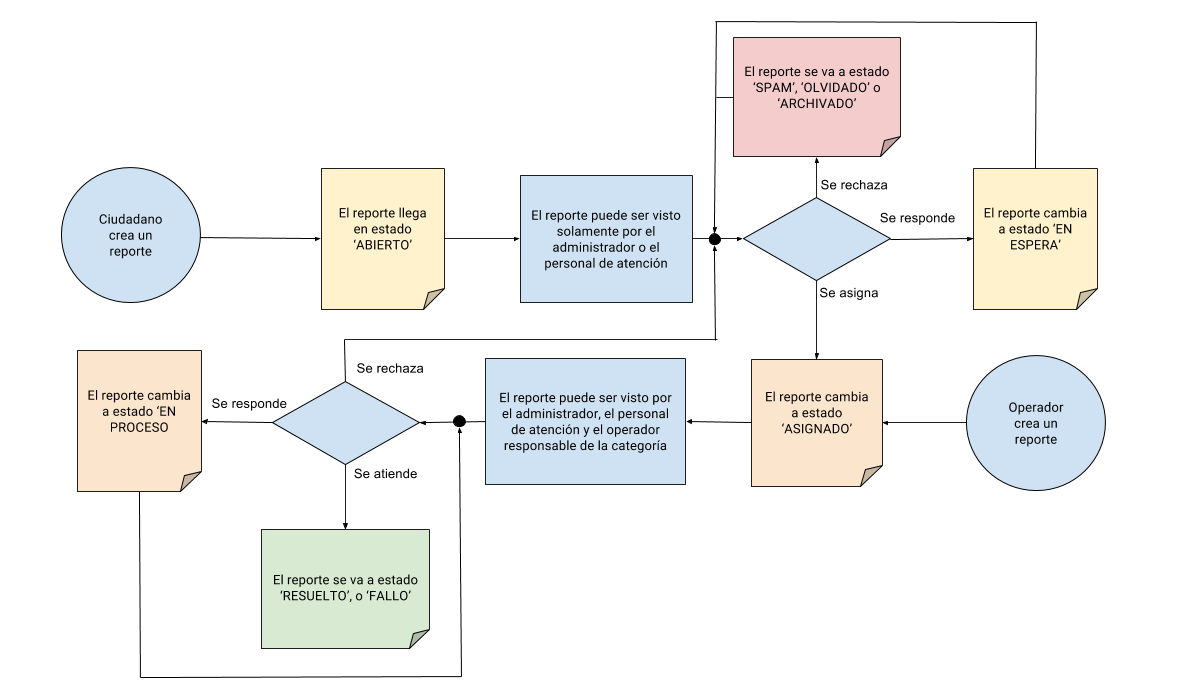 El reporte se va a estado
‘SPAM’, ‘OLVIDADO’ o
‘ARCHIVADO’
Ciudadano
crea un
reporte
El reporte llega
en estado
‘ABIERTO’
El reporte puede ser visto
solamente por el
administrador o el
personal de atención
Se rechaza
Se responde
El reporte cambia
a estado ‘EN
ESPERA’
Se asigna
El reporte cambia
a estado ‘EN
PROCESO
Se responde
Se rechaza
Se atiende
El reporte puede ser visto por
el administrador, el personal
de atención y el operador
responsable de la categoría
El reporte cambia
a estado
‘ASIGNADO’
Operador
crea un
reporte
El reporte se va a estado
‘RESUELTO’, o ‘FALLO’